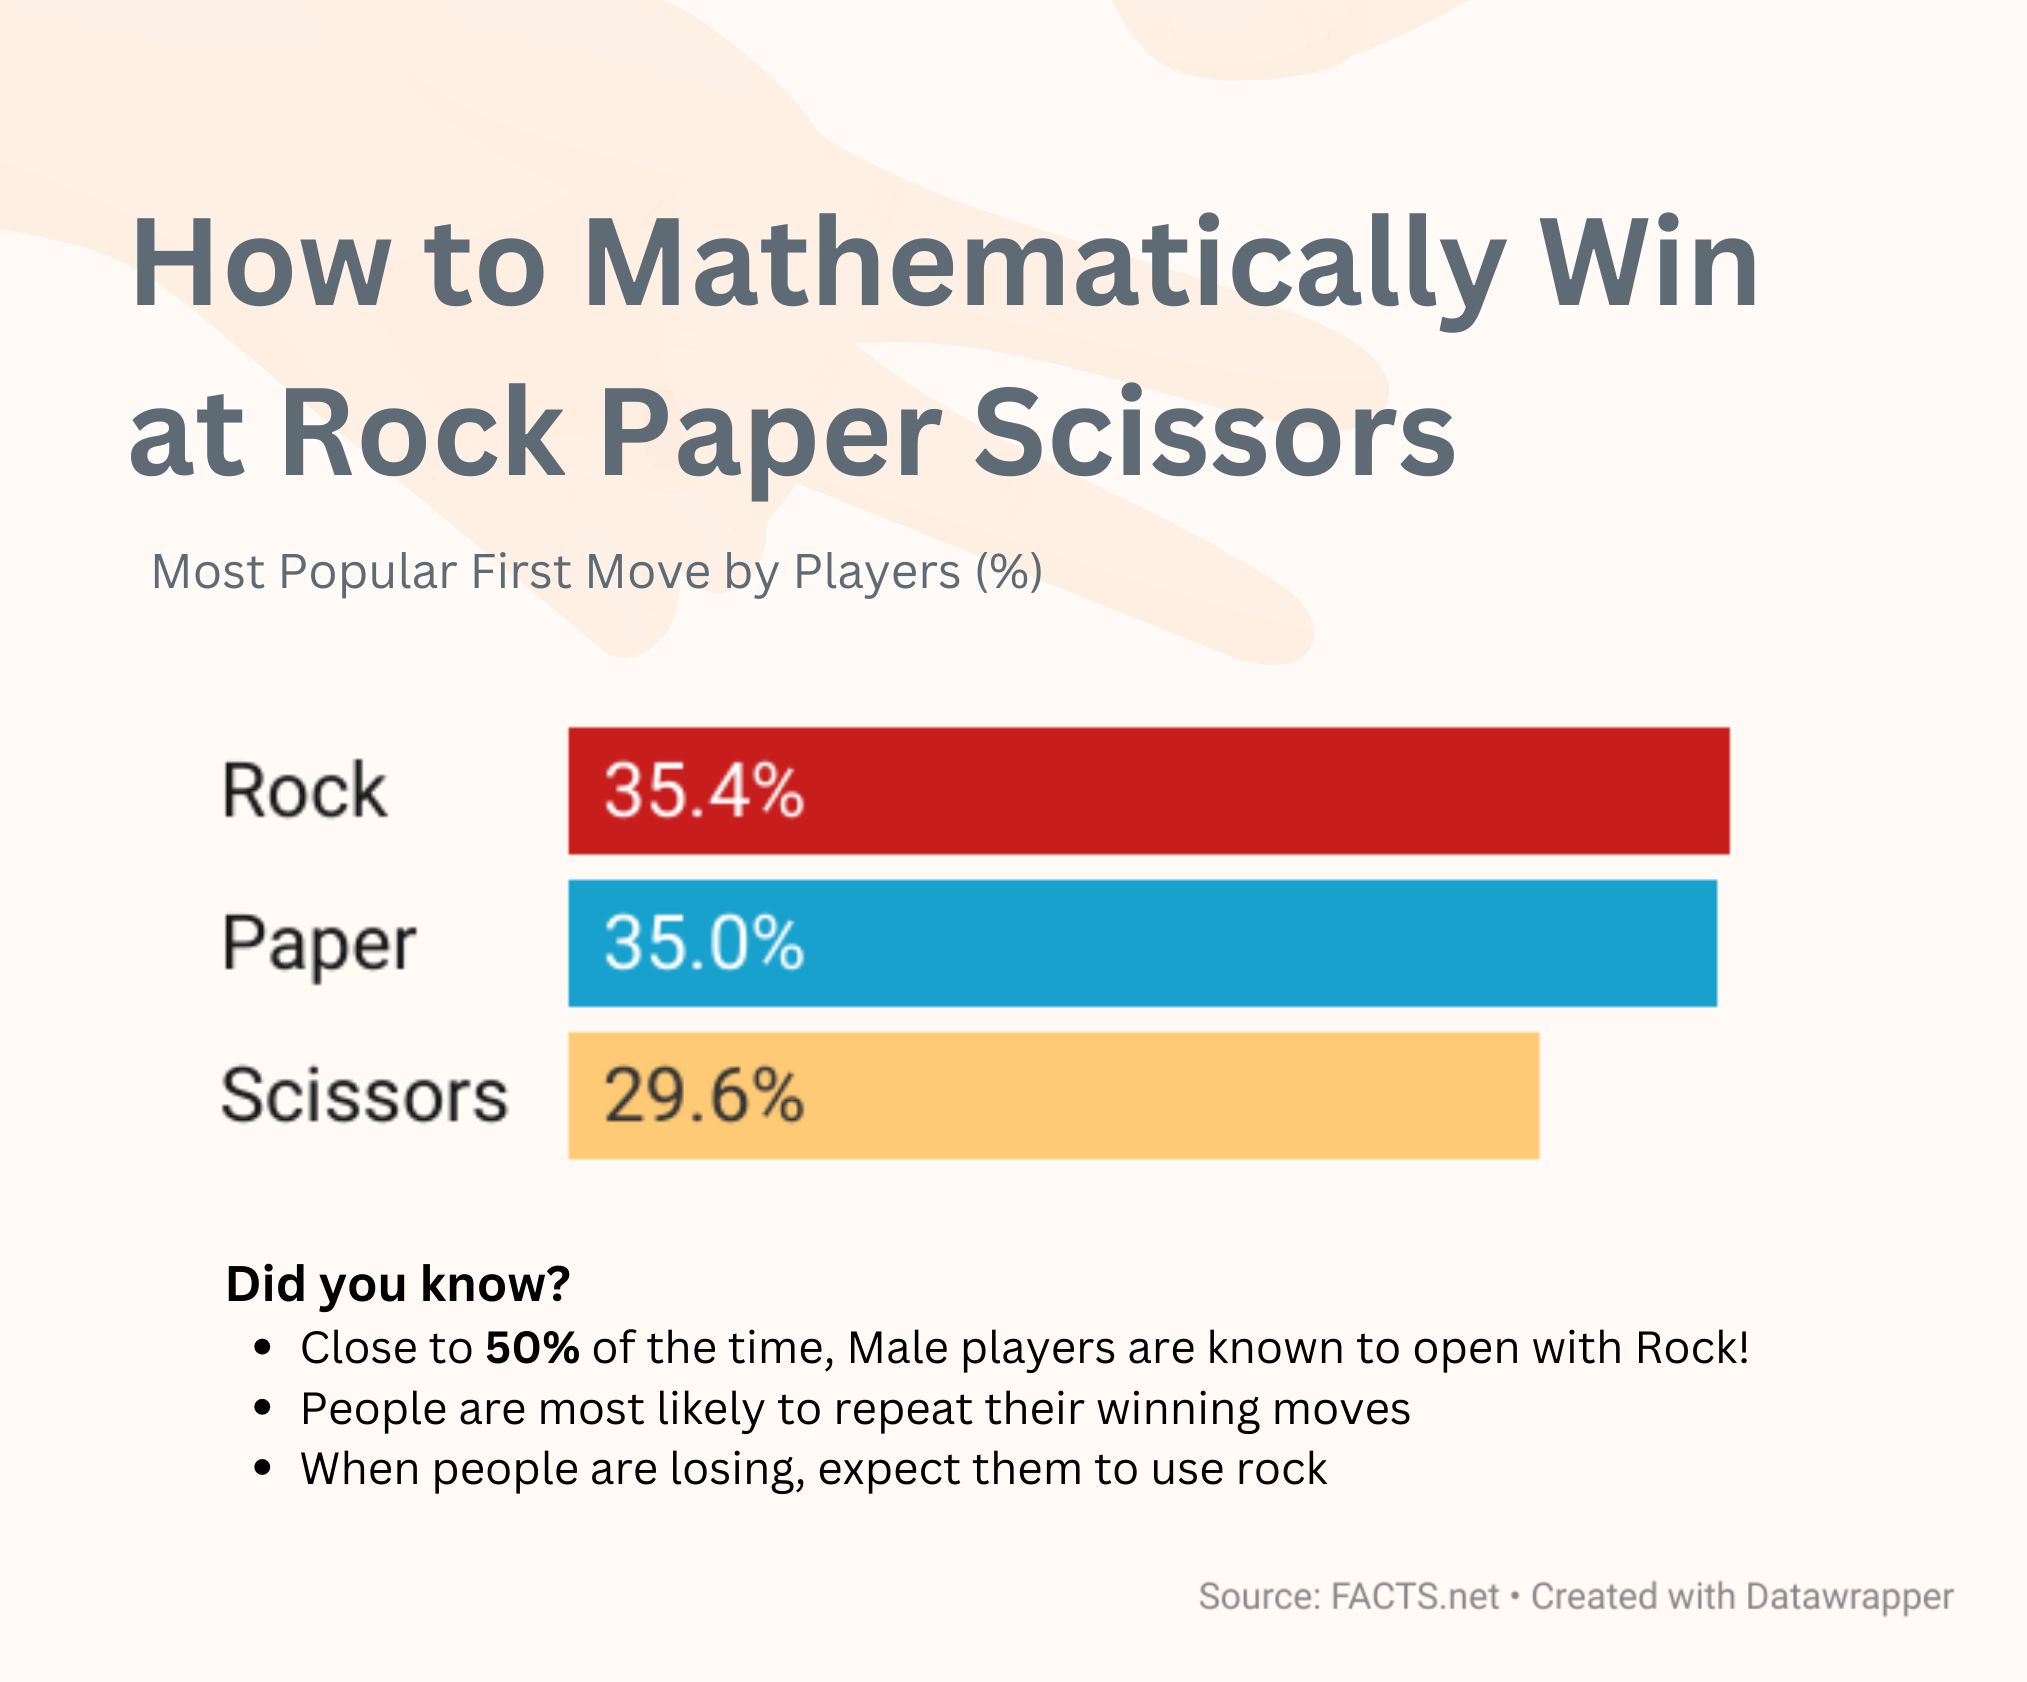 How to Mathematically Win
at Rock Paper Scissors
Most Popular First Move by Players (%)
Rock 35.4%
Paper 35.0%
Scissors 29.6%
Did you know?
• Close to 50% of the time, Male players are known to open with Rock!
• People are most likely to repeat their winning moves
• When people are losing, expect them to use rock
Source: FACTS.net • Created with Datawrapper